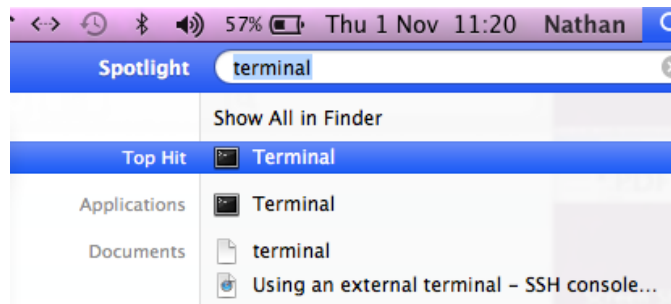 57% Thu 1 Nov 11:20 Nathan
Spotlight terminal
Show All in Finder
Top Hit Terminal
Applications Terminal
Documents terminal
Using an external terminal – SSH console...